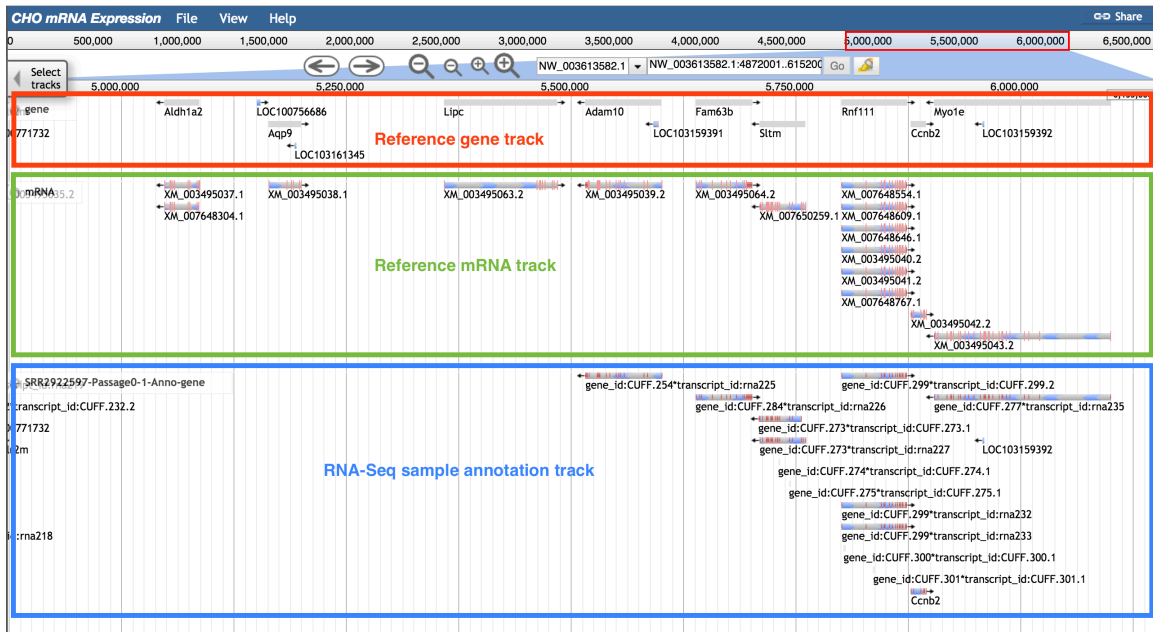 CHO mRNA Expression File View Help Share
0 500,000 1,000,000 1,500,000 2,000,000 2,500,000 3,000,000 3,500,000 4,000,000 4,500,000 5,000,000 5,500,000 6,000,000 6,500,000
Select
tracks
NW_003613582.1 NW_003613582.1:4872001..615200 Go
5,000,000 5,250,000 5,500,000 5,750,000 6,000,000
gene
Aldh1a2 LOC100756686 Lipc Adam10 Fam63b Rnf111 Myo1e
771732 Aqp9 LOC103159391 Sltm Ccnb2 LOC103159392
LOC103161345
Reference gene track
mRNA
XM_003495037.1 XM_003495038.1 XM_003495063.2 XM_003495039.2 XM_003495064.2 XM_007648554.1
XM_007648304.1 XM_007650259.1 XM_007648609.1
XM_007648646.1
XM_003495040.2
XM_003495041.2
XM_007648767.1
XM_003495042.2
XM_003495043.2
Reference mRNA track
SRR2922597-Passage0-1-Anno-gene
gene_id:CUFF.254*transcript_id:rna225 gene_id:CUFF.299*transcript_id:CUFF.299.2
*transcript_id:CUFF.232.2 gene_id:CUFF.284*transcript_id:rna226 gene_id:CUFF.277*transcript_id:rna235
771732 gene_id:CUFF.273*transcript_id:CUFF.273.1
2m gene_id:CUFF.273*transcript_id:rna227 LOC103159392
RNA-Seq sample annotation track
gene_id:CUFF.274*transcript_id:CUFF.274.1
gene_id:CUFF.275*transcript_id:CUFF.275.1
gene_id:CUFF.299*transcript_id:rna232
:rna218 gene_id:CUFF.299*transcript_id:rna233
gene_id:CUFF.300*transcript_id:CUFF.300.1
gene_id:CUFF.301*transcript_id:CUFF.301.1
Ccnb2